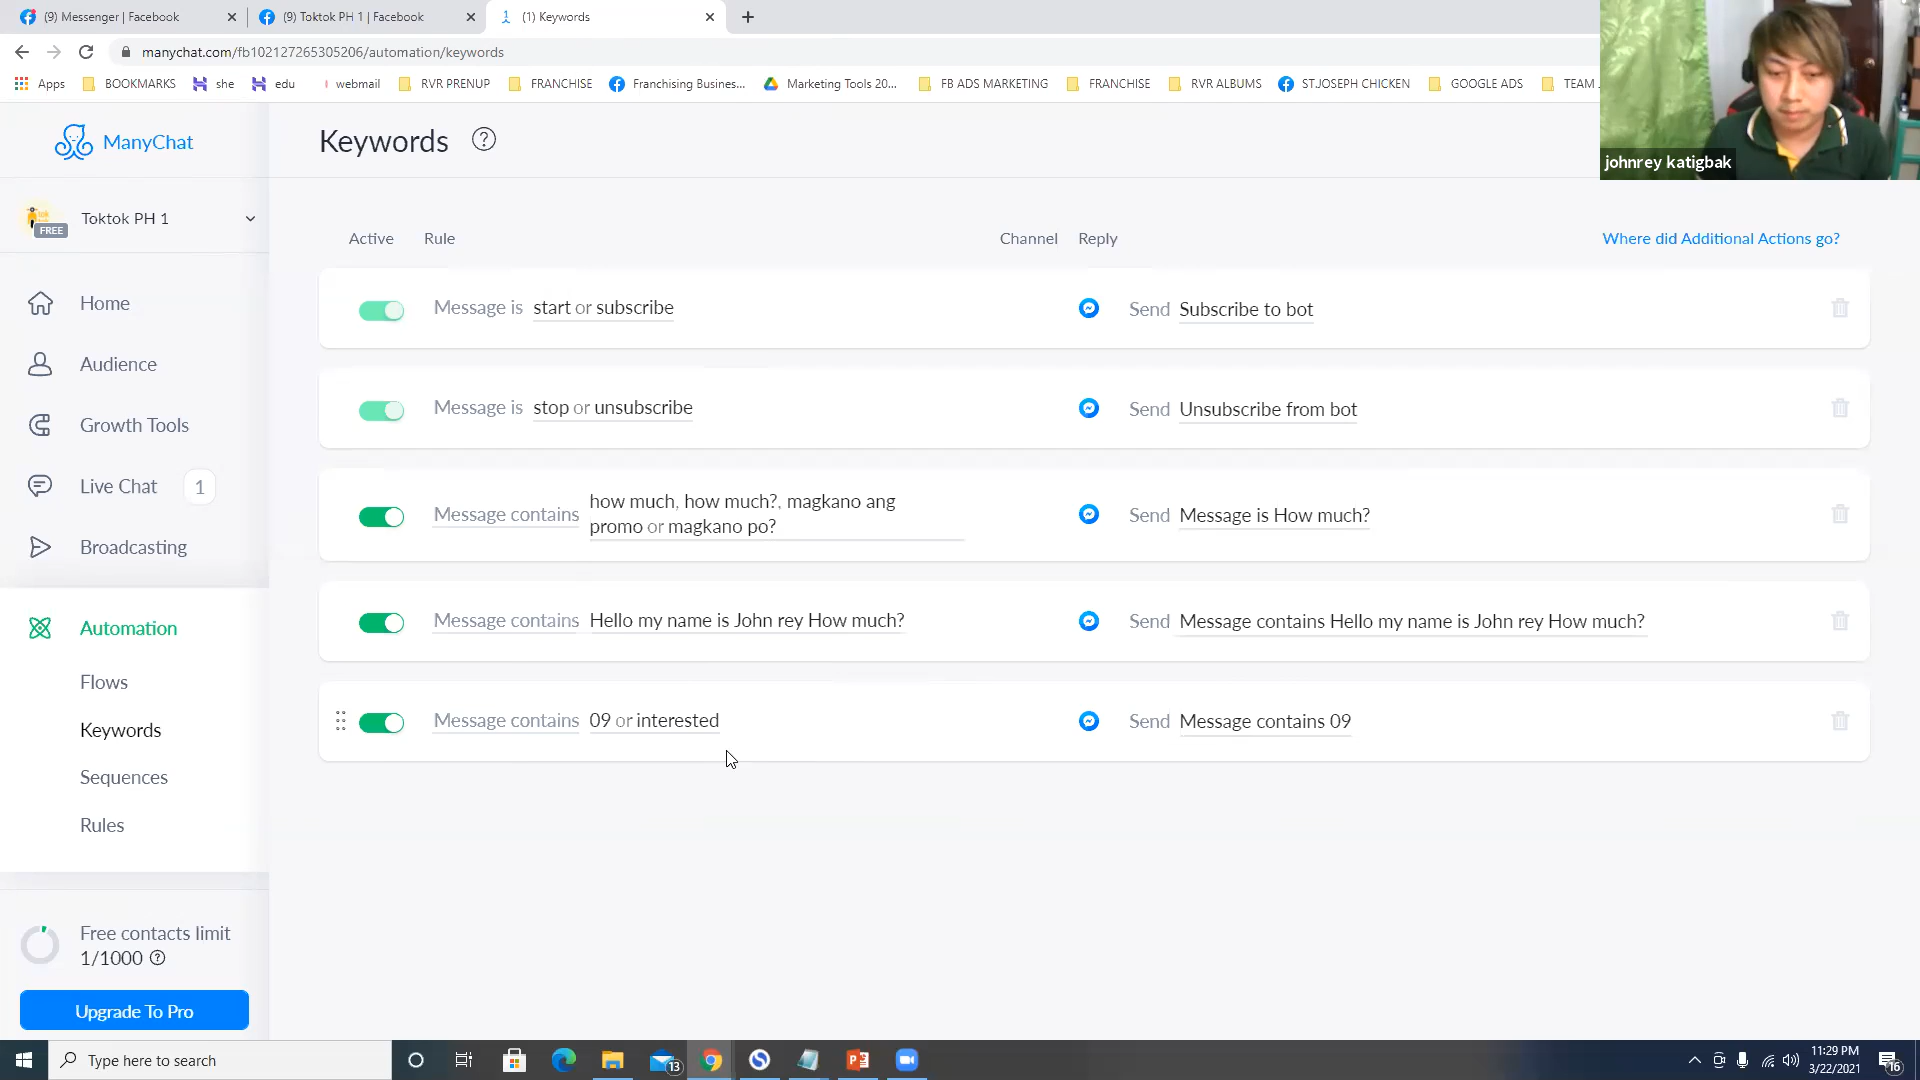 (9) Messenger | Facebook
(9) Toktok PH 1 | Facebook
(1) Keywords
manychat.com/fb102127265305206/automation/keywords
Apps
BOOKMARKS
she
edu
webmail
RVR PRENUP
FRANCHISE
Franchising Busines...
Marketing Tools 20...
FB ADS MARKETING
FRANCHISE
RVR ALBUMS
ST.JOSEPH CHICKEN
GOOGLE ADS
TEAM
johnrey katigbak
ManyChat
Toktok PH 1
FREE
Home
Audience
Growth Tools
Live Chat 1
Broadcasting
Automation
Flows
Keywords
Sequences
Rules
Free contacts limit
1/1000
Upgrade To Pro
Keywords
Active Rule Channel Reply Where did Additional Actions go?
Message is start or subscribe Send Subscribe to bot
Message is stop or unsubscribe Send Unsubscribe from bot
Message contains how much, how much?, magkano ang
promo or magkano po?
Send Message is How much?
Message contains Hello my name is John rey How much? Send Message contains Hello my name is John rey How much?
Message contains 09 or interested Send Message contains 09
Type here to search
13
11:29 PM
3/22/2021
16